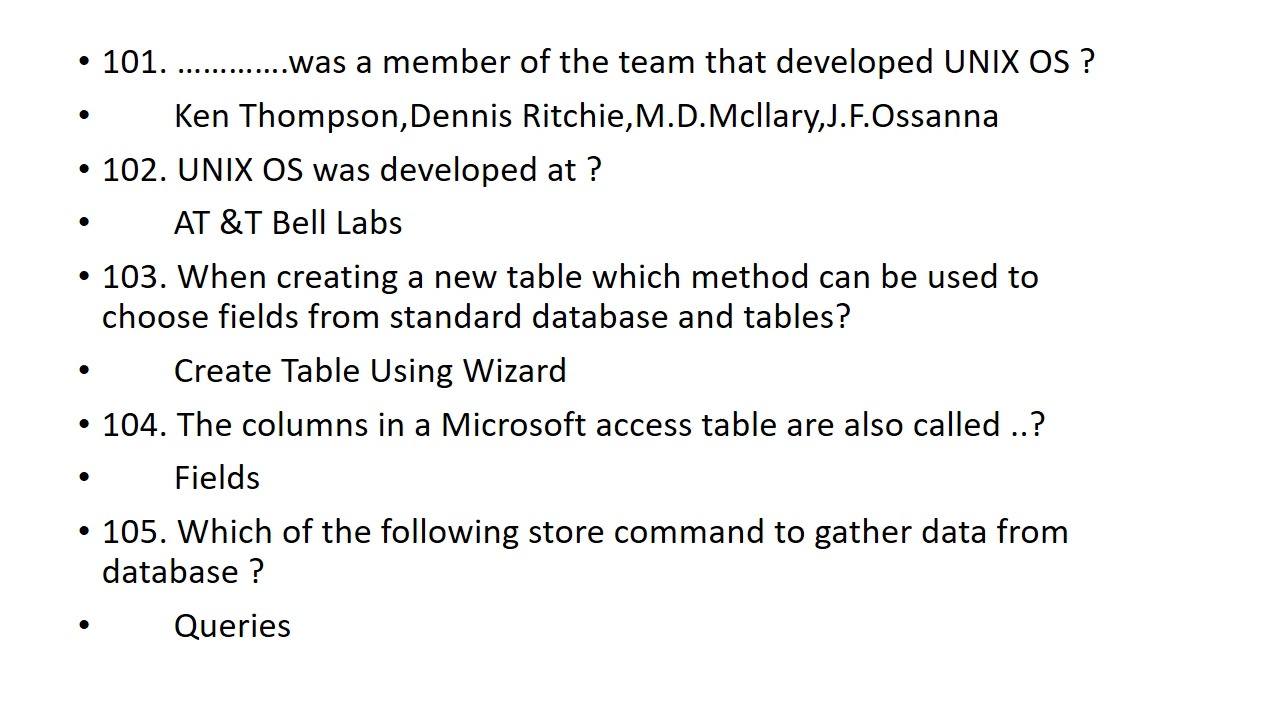 • 101. ………….was a member of the team that developed UNIX OS ?
• Ken Thompson,Dennis Ritchie,M.D.Mcllary,J.F.Ossanna
• 102. UNIX OS was developed at ?
• AT &T Bell Labs
• 103. When creating a new table which method can be used to
choose fields from standard database and tables?
• Create Table Using Wizard
• 104. The columns in a Microsoft access table are also called ..?
• Fields
• 105. Which of the following store command to gather data from
database ?
• Queries